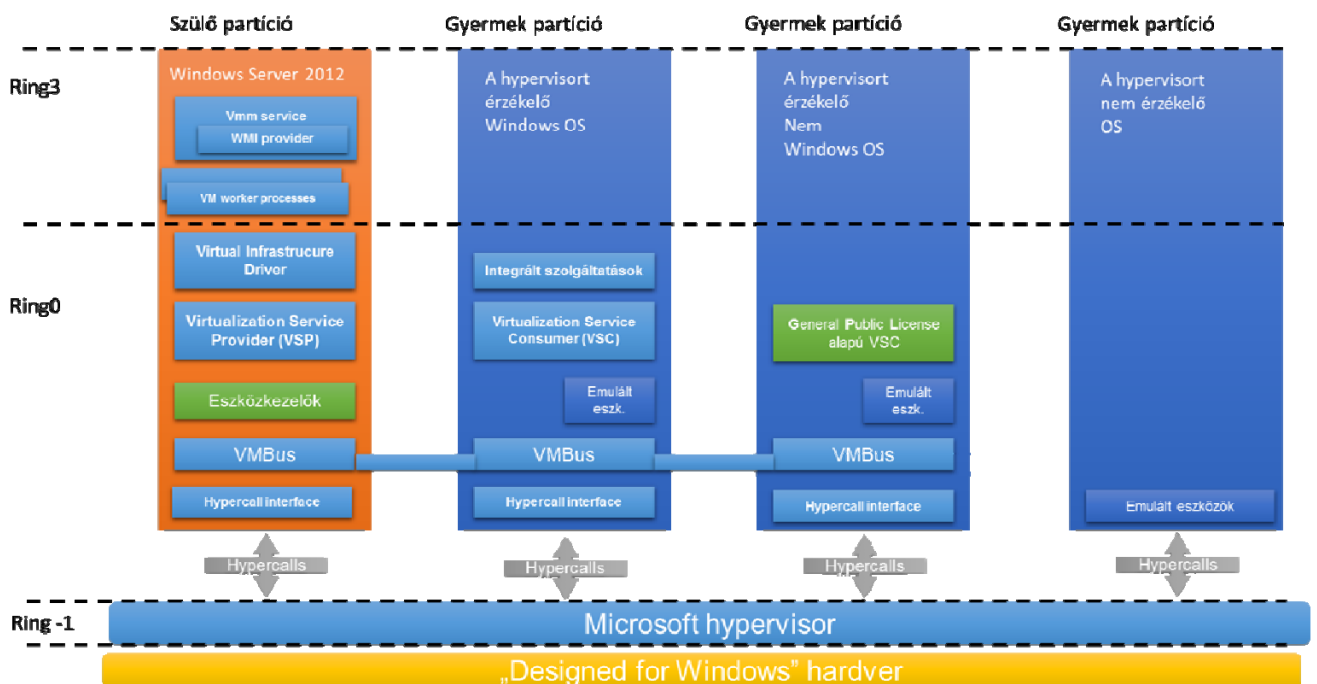 Szülő partíció
Gyermek partíció
Gyermek partíció
Gyermek partíció
Ring3
Windows Server 2012
Vmm service
WMI provider
VM worker processes
A hypervisort
érzékelő
Windows OS
A hypervisort
érzékelő
Nem
Windows OS
A hypervisort
nem érzékelő
OS
Ring0
Virtual Infrastrucure
Driver
Virtualization Service
Provider (VSP)
Eszközkezelők
VMBus
Hypercall interface
Integrált szolgáltatások
Virtualization Service
Consumer (VSC)
Emulált
eszk.
VMBus
Hypercall interface
General Public License
alapú VSC
Emulált
eszk.
VMBus
Hypercall interface
Emulált eszközök
Hypercalls
Hypercalls
Hypercalls
Hypercalls
Ring -1
Microsoft hypervisor
„Designed for Windows” hardver